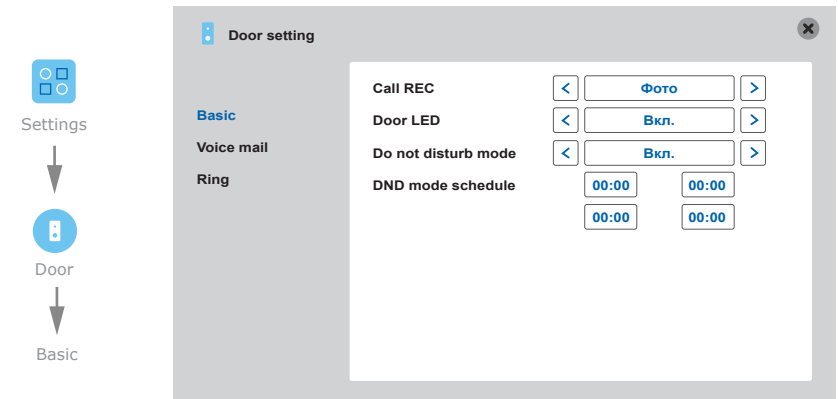 Door setting
Settings
Door
Basic
Basic
Voice mail
Ring
Call REC < Фото >
Door LED < Вкл. >
Do not disturb mode < Вкл. >
DND mode schedule 00:00 00:00
00:00 00:00